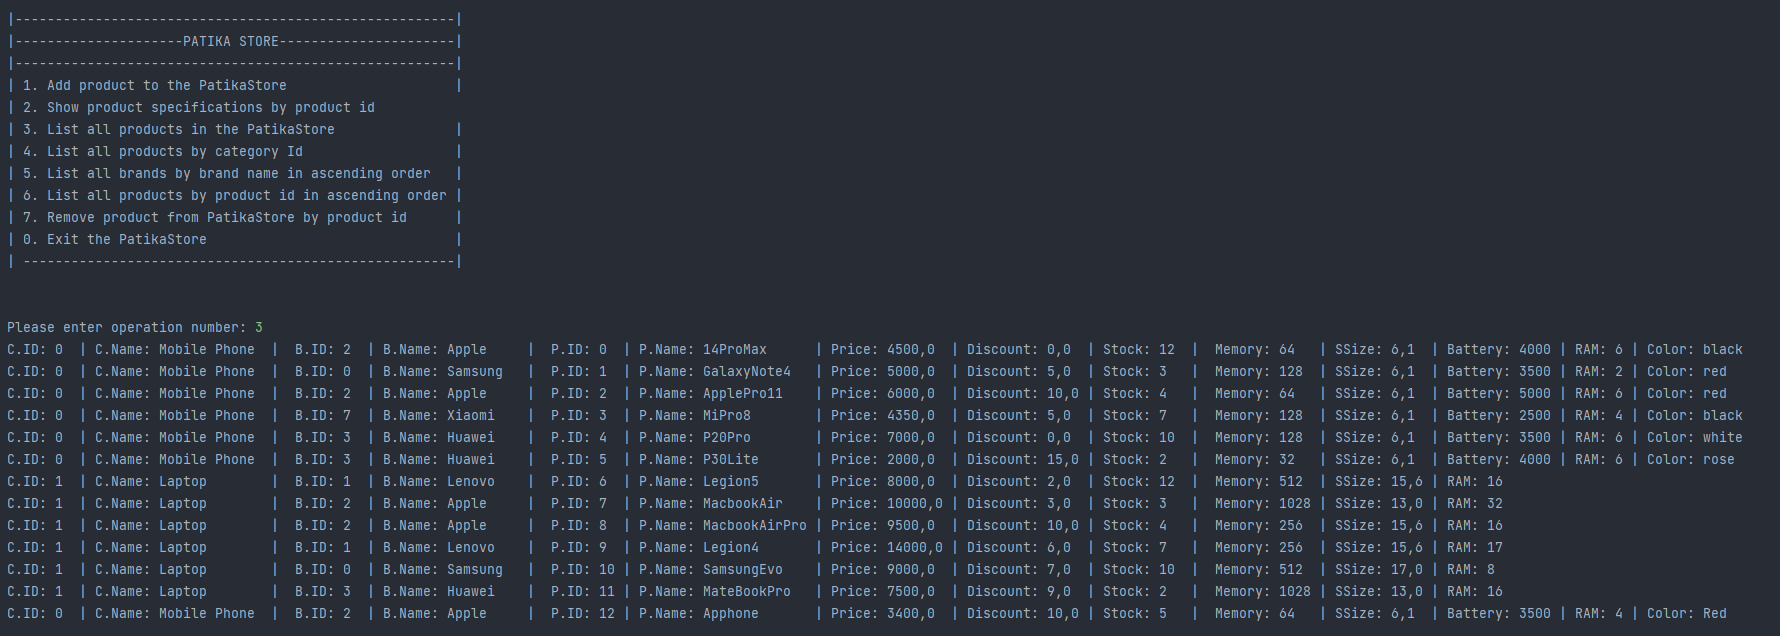 |-------------------------------------------------------|
|---------------------PATIKA STORE----------------------|
|-------------------------------------------------------|
| 1. Add product to the PatikaStore                     |
| 2. Show product specifications by product id
| 3. List all products in the PatikaStore               |
| 4. List all products by category Id                   |
| 5. List all brands by brand name in ascending order   |
| 6. List all products by product id in ascending order |
| 7. Remove product from PatikaStore by product id      |
| 0. Exit the PatikaStore                               |
| ------------------------------------------------------|
Please enter operation number: 3
C.ID: 0  | C.Name: Mobile Phone  |  B.ID: 2  | B.Name: Apple     |  P.ID: 0  | P.Name: 14ProMax      | Price: 4500,0  | Discount: 0,0  | Stock: 12  |  Memory: 64   | SSize: 6,1  | Battery: 4000 | RAM: 6 | Color: black
C.ID: 0  | C.Name: Mobile Phone  |  B.ID: 0  | B.Name: Samsung   |  P.ID: 1  | P.Name: GalaxyNote4   | Price: 5000,0  | Discount: 5,0  | Stock: 3   |  Memory: 128  | SSize: 6,1  | Battery: 3500 | RAM: 2 | Color: red
C.ID: 0  | C.Name: Mobile Phone  |  B.ID: 2  | B.Name: Apple     |  P.ID: 2  | P.Name: ApplePro11    | Price: 6000,0  | Discount: 10,0 | Stock: 4   |  Memory: 64   | SSize: 6,1  | Battery: 5000 | RAM: 6 | Color: red
C.ID: 0  | C.Name: Mobile Phone  |  B.ID: 7  | B.Name: Xiaomi    |  P.ID: 3  | P.Name: MiPro8        | Price: 4350,0  | Discount: 5,0  | Stock: 7   |  Memory: 128  | SSize: 6,1  | Battery: 2500 | RAM: 4 | Color: black
C.ID: 0  | C.Name: Mobile Phone  |  B.ID: 3  | B.Name: Huawei    |  P.ID: 4  | P.Name: P20Pro        | Price: 7000,0  | Discount: 0,0  | Stock: 10  |  Memory: 128  | SSize: 6,1  | Battery: 3500 | RAM: 6 | Color: white
C.ID: 0  | C.Name: Mobile Phone  |  B.ID: 3  | B.Name: Huawei    |  P.ID: 5  | P.Name: P30Lite       | Price: 2000,0  | Discount: 15,0 | Stock: 2   |  Memory: 32   | SSize: 6,1  | Battery: 4000 | RAM: 6 | Color: rose
C.ID: 1  | C.Name: Laptop        |  B.ID: 1  | B.Name: Lenovo    |  P.ID: 6  | P.Name: Legion5       | Price: 8000,0  | Discount: 2,0  | Stock: 12  |  Memory: 512  | SSize: 15,6 | RAM: 16
C.ID: 1  | C.Name: Laptop        |  B.ID: 2  | B.Name: Apple     |  P.ID: 7  | P.Name: MacbookAir    | Price: 10000,0 | Discount: 3,0  | Stock: 3   |  Memory: 1028 | SSize: 13,0 | RAM: 32
C.ID: 1  | C.Name: Laptop        |  B.ID: 2  | B.Name: Apple     |  P.ID: 8  | P.Name: MacbookAirPro | Price: 9500,0  | Discount: 10,0 | Stock: 4   |  Memory: 256  | SSize: 15,6 | RAM: 16
C.ID: 1  | C.Name: Laptop        |  B.ID: 1  | B.Name: Lenovo    |  P.ID: 9  | P.Name: Legion4       | Price: 14000,0 | Discount: 6,0  | Stock: 7   |  Memory: 256  | SSize: 15,6 | RAM: 17
C.ID: 1  | C.Name: Laptop        |  B.ID: 0  | B.Name: Samsung   |  P.ID: 10 | P.Name: SamsungEvo    | Price: 9000,0  | Discount: 7,0  | Stock: 10  |  Memory: 512  | SSize: 17,0 | RAM: 8
C.ID: 1  | C.Name: Laptop        |  B.ID: 3  | B.Name: Huawei    |  P.ID: 11 | P.Name: MateBookPro   | Price: 7500,0  | Discount: 9,0  | Stock: 2   |  Memory: 1028 | SSize: 13,0 | RAM: 16
C.ID: 0  | C.Name: Mobile Phone  |  B.ID: 2  | B.Name: Apple     |  P.ID: 12 | P.Name: Apphone       | Price: 3400,0  | Discount: 10,0 | Stock: 5   |  Memory: 64   | SSize: 6,1  | Battery: 3500 | RAM: 4 | Color: Red